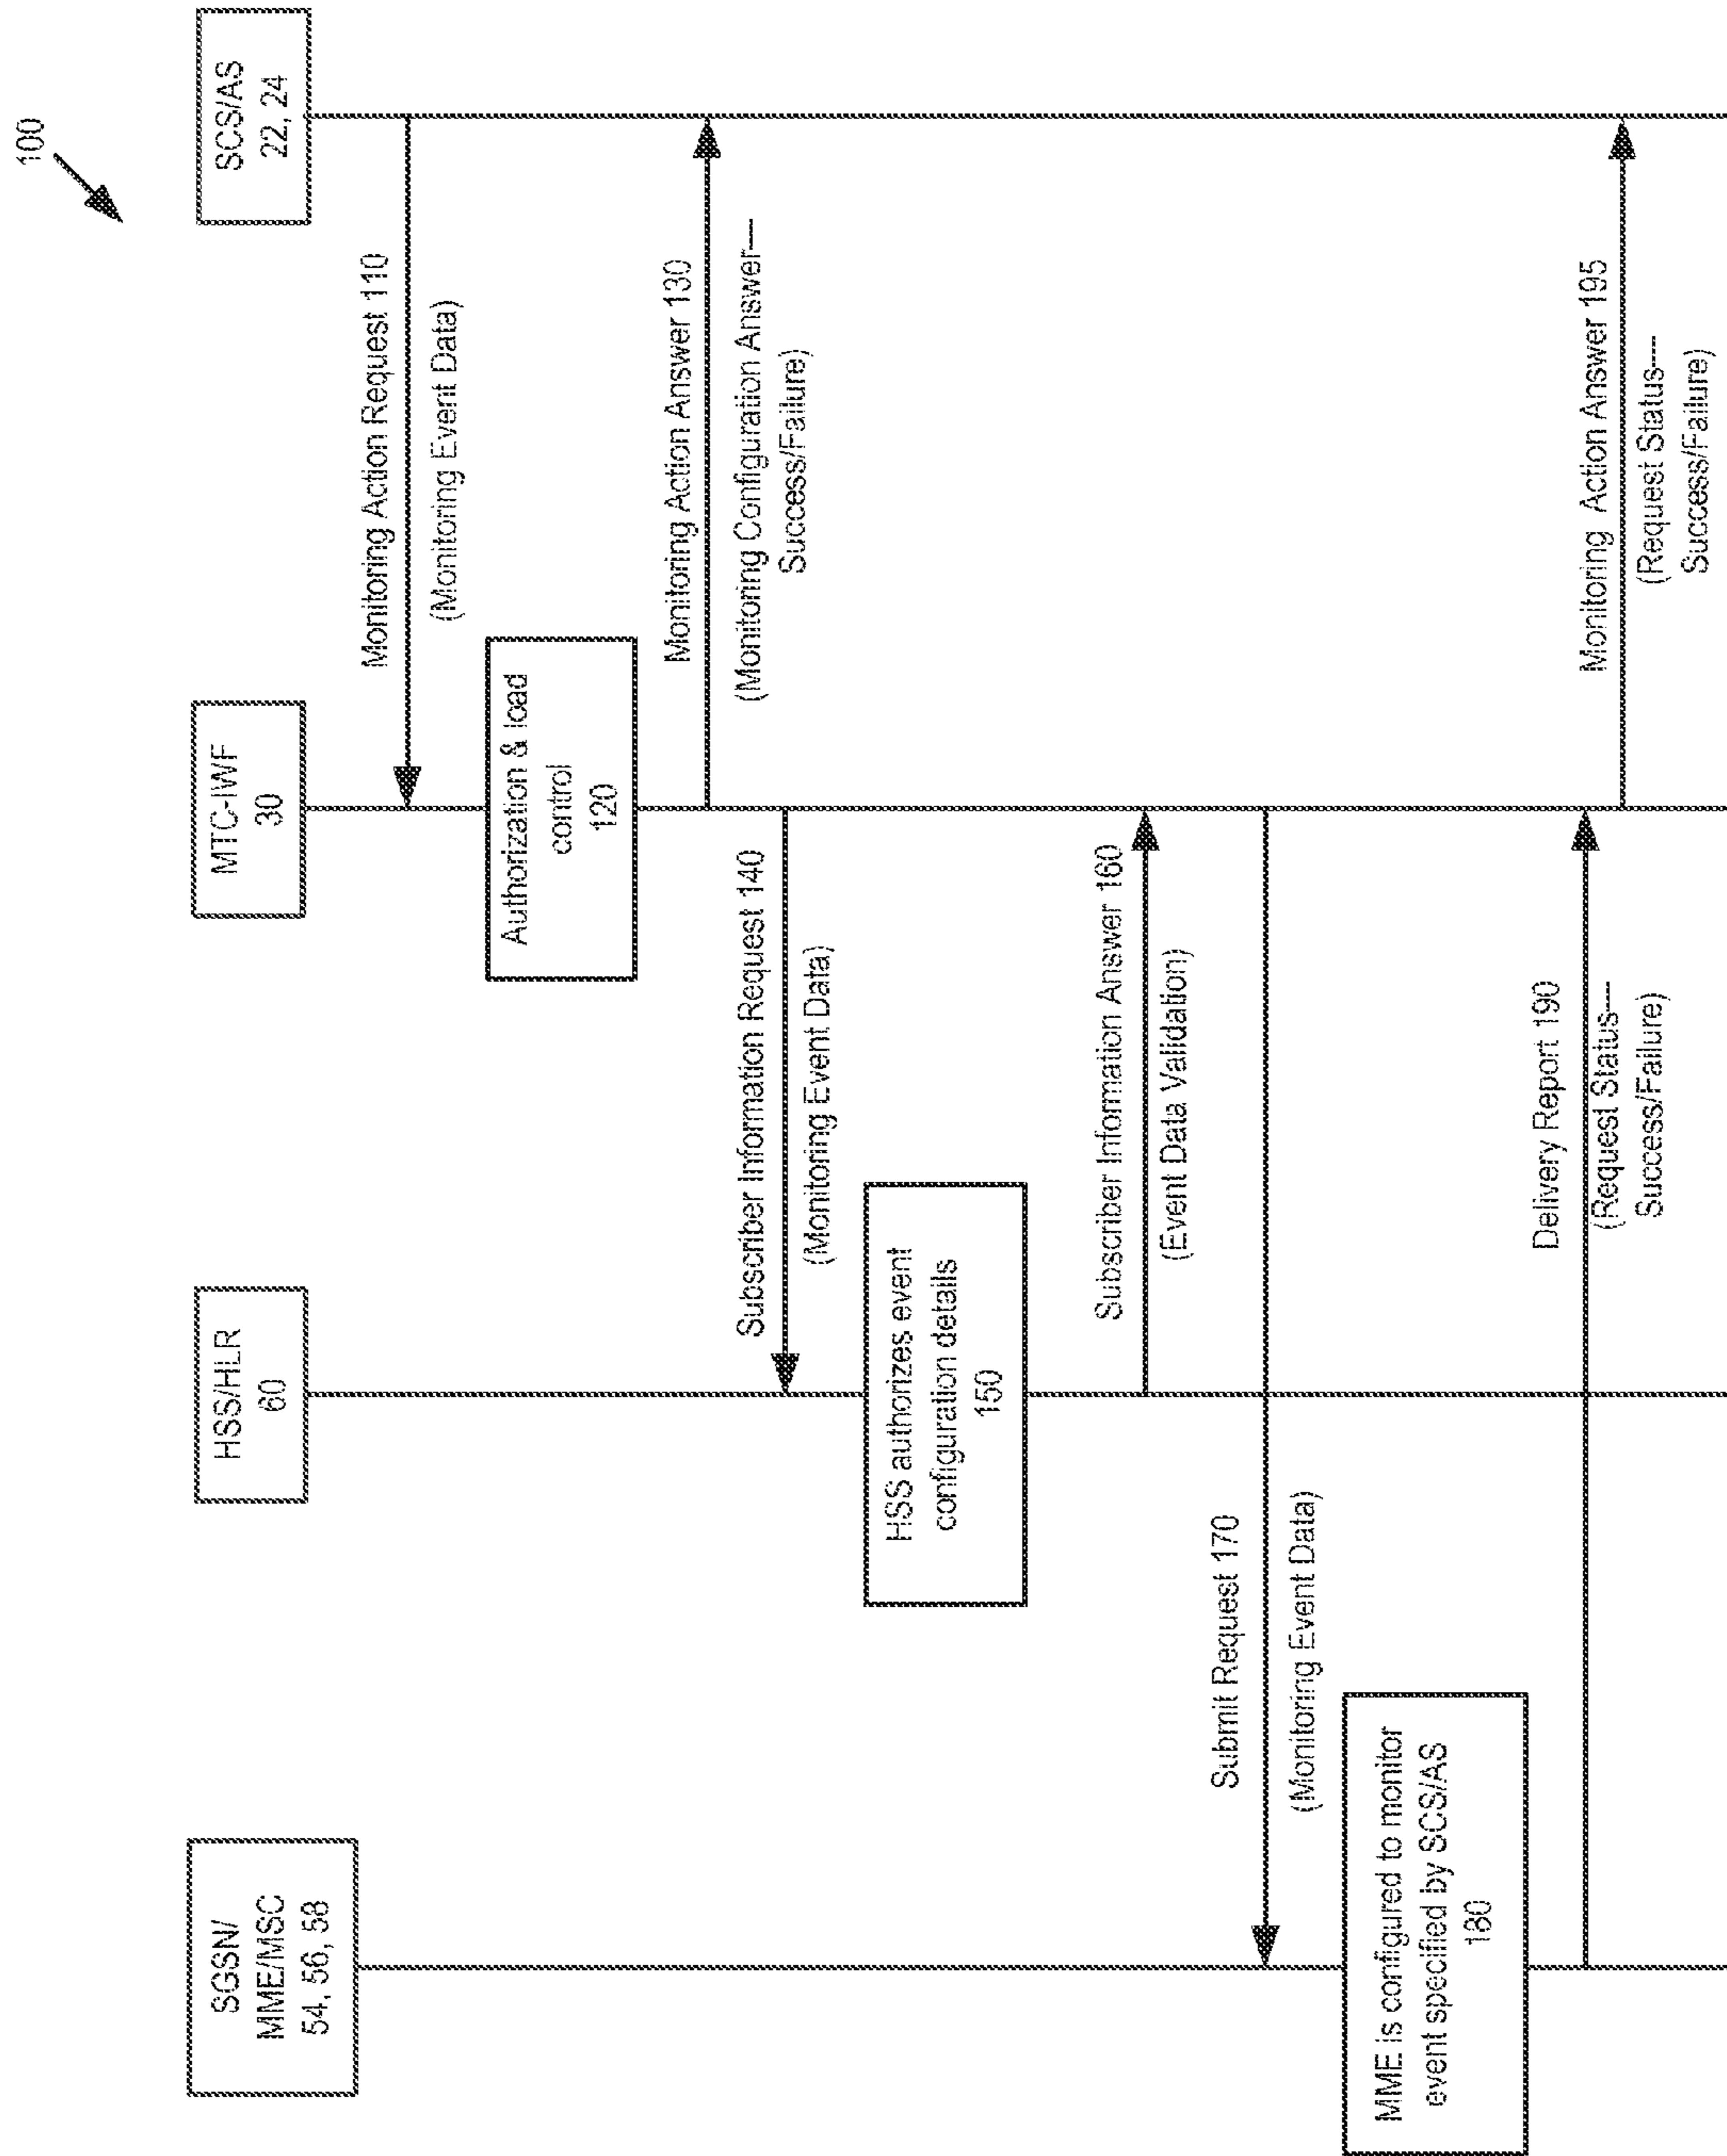 100
SGSN/
MME/MSC
54, 56, 58
HSS/HLR
60
MTC-IWF
30
SCS/AS
22, 24
Monitoring Action Request 110
(Monitoring Event Data)
Authorization & load
control
120
Monitoring Action Answer 130
(Monitoring Configuration Answer—
Success/Failure)
Subscriber Information Request 140
(Monitoring Event Data)
HSS authorizes event
configuration details
150
Subscriber Information Answer 160
(Event Data Validation)
Submit Request 170
(Monitoring Event Data)
MME is configured to monitor
event specified by SCS/AS
180
Delivery Report 190
(Request Status—
Success/Failure)
Monitoring Action Answer 195
(Request Status—
Success/Failure)